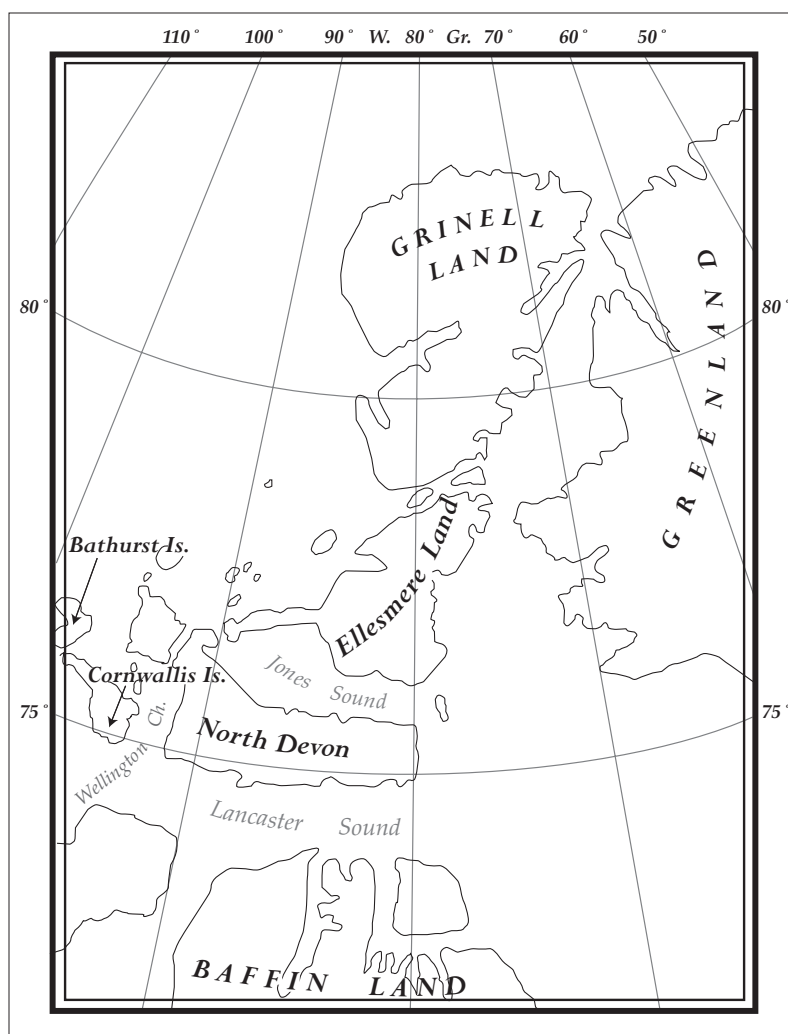 110° 100° 90° W. 80° Gr. 70° 60° 50°
GRINELL
LAND
GREENLAND
80° 80°
Ellesmere Land
Bathurst Is.
Jones Sound
Cornwallis Is.
75° 75°
Wellington Ch.
North Devon
Lancaster Sound
BAFFIN LAND